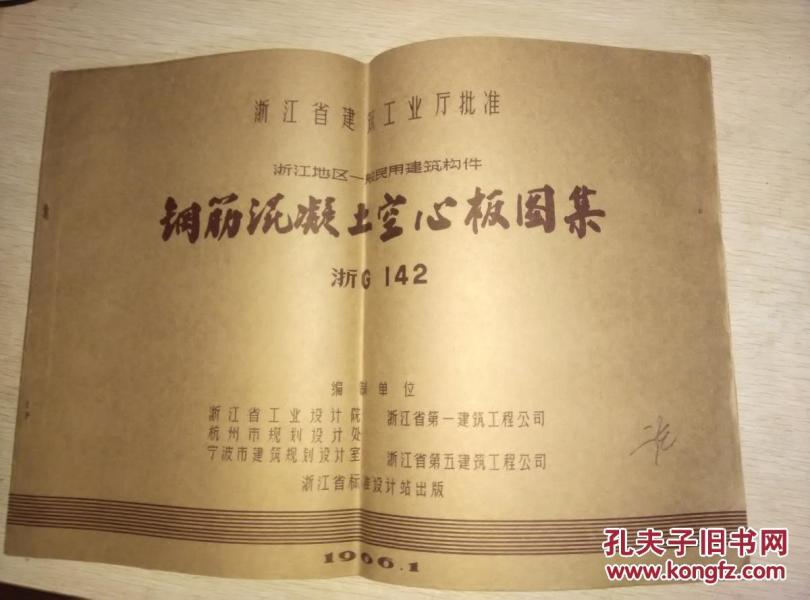 浙江省建筑工业厅批准
浙江地区一般民用建筑构件
钢筋混凝土空心板图集
浙G 142
编制单位
浙江省工业设计院 浙江省第一建筑工程公司
杭州市规划设计处
宁波市建筑规划设计室 浙江省第五建筑工程公司
浙江省标准设计站出版
1966.1
孔夫子旧书网
www.kongfz.com